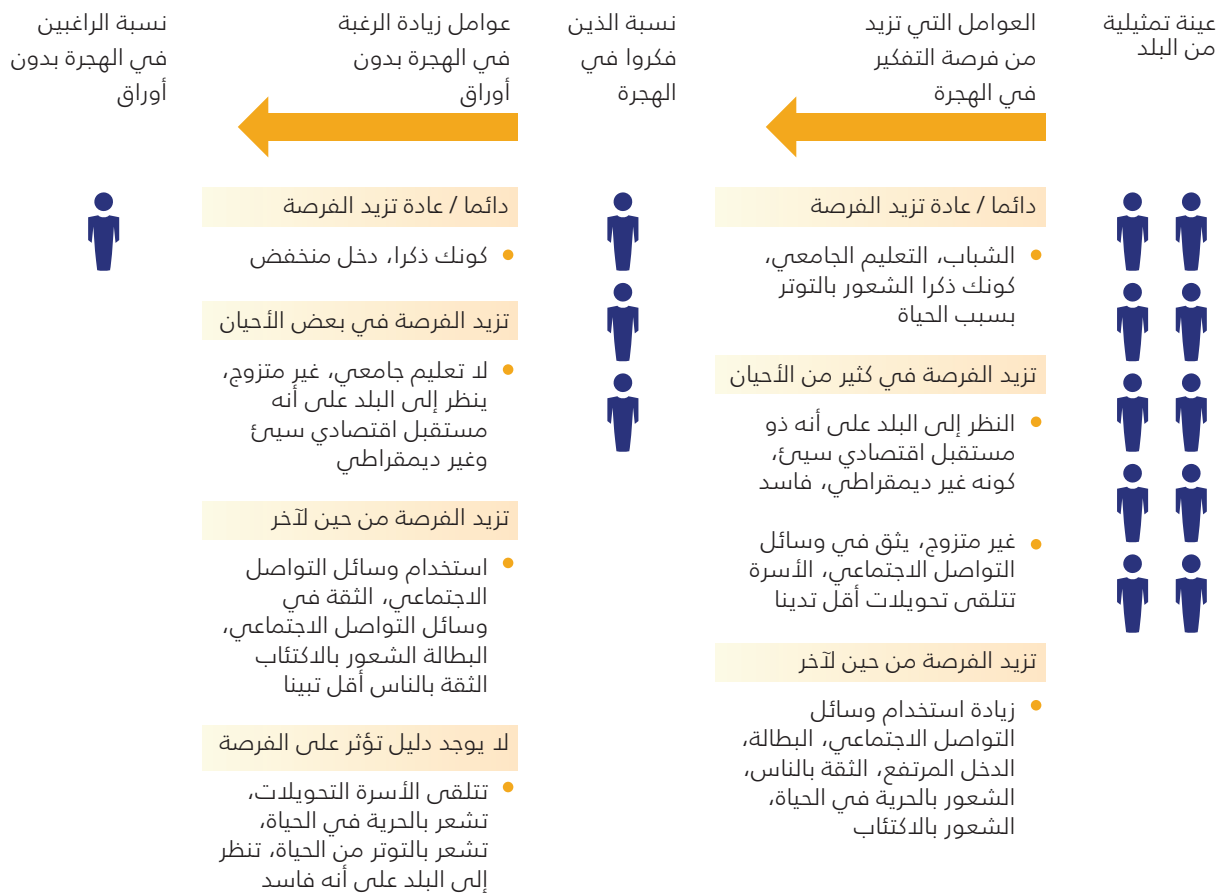 عينة تمثيلية
من البلد
العوامل التي تزيد
من فرصة التفكير
في الهجرة
نسبة الذين
فكروا في
الهجرة
عوامل زيادة الرغبة
في الهجرة بدون
أوراق
نسبة الراغبين
في الهجرة بدون
أوراق
دائما / عادة تزيد الفرصة
الشباب، التعليم الجامعي،
كونك ذكرا الشعور بالتوتر
بسبب الحياة
تزيد الفرصة في كثير من الأحيان
النظر إلى البلد على أنه ذو
مستقبل اقتصادي سيئ،
كونه غير ديمقراطي، فاسد
غير متزوج، يثق في وسائل
التواصل الاجتماعي، الأسرة
تتلقى تحويلات أقل تدينا
تزيد الفرصة من حين لآخر
زيادة استخدام وسائل
التواصل الاجتماعي، البطالة،
الدخل المرتفع، الثقة بالناس،
الشعور بالحرية في الحياة،
الشعور بالاكتئاب
دائما / عادة تزيد الفرصة
كونك ذكرا، دخل منخفض
تزيد الفرصة في بعض الأحيان
لا تعليم جامعي، غير متزوج،
ينظر إلى البلد على أنه
مستقبل اقتصادي سيئ
وغير ديمقراطي
تزيد الفرصة من حين لآخر
استخدام وسائل التواصل
الاجتماعي، الثقة في
وسائل التواصل الاجتماعي،
البطالة الشعور بالاكتئاب
الثقة بالناس أقل تبينا
لا يوجد دليل تؤثر على الفرصة
تتلقى الأسرة التحويلات،
تشعر بالحرية في الحياة،
تشعر بالتوتر من الحياة، تنظر
إلى البلد على أنه فاسد